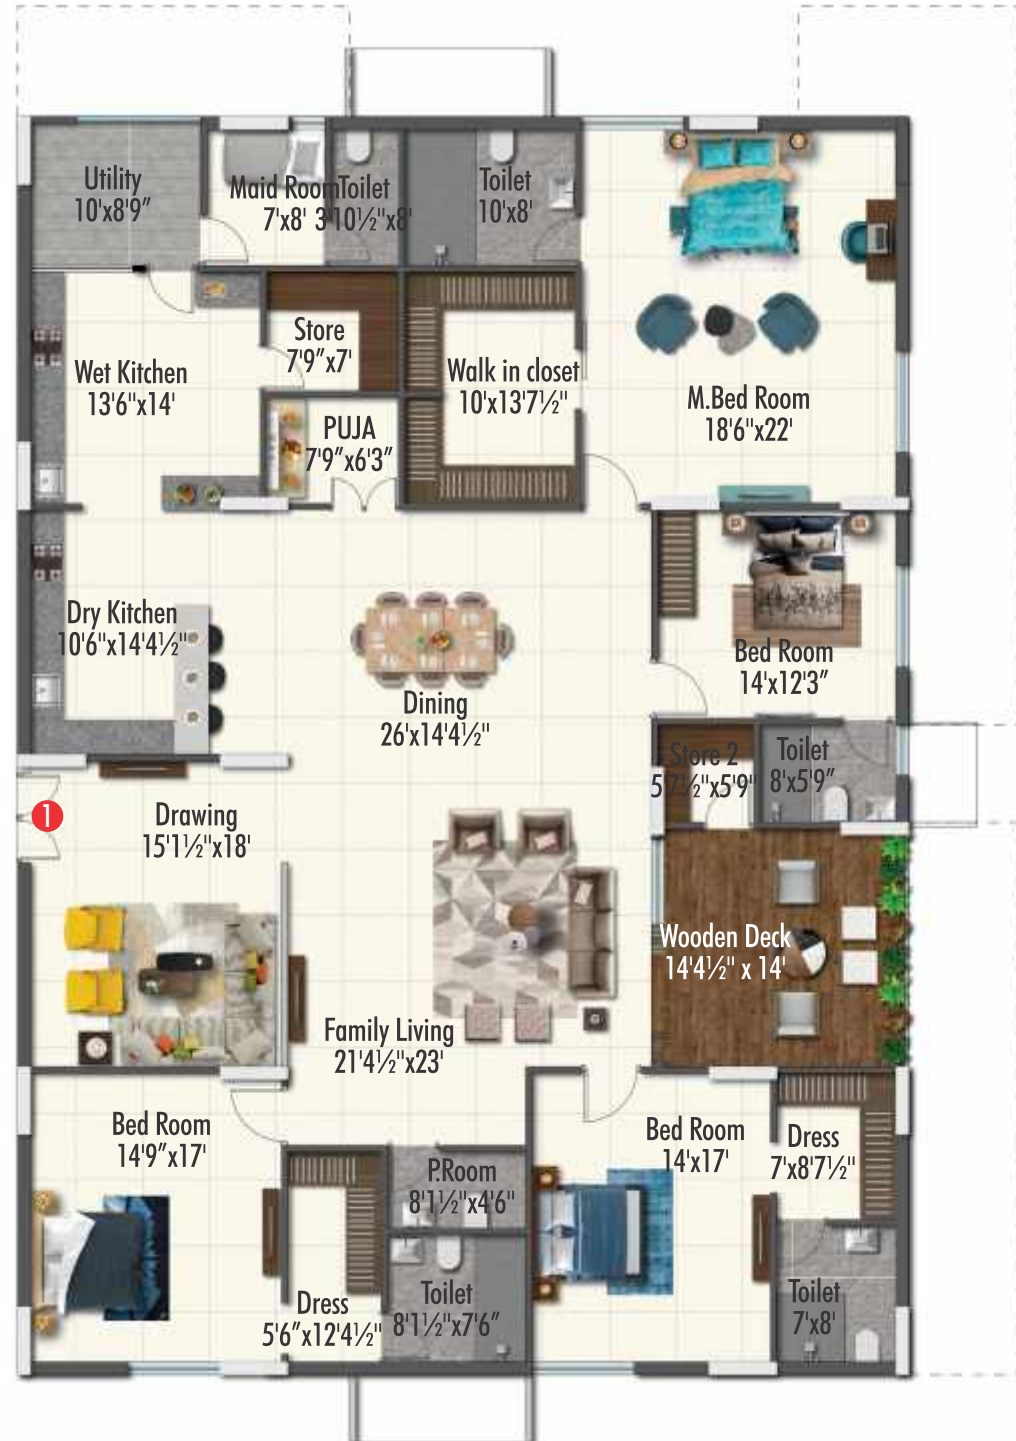 Utility
10'x8'9”
Maid Room
7'x8'
Toilet
3'10½"x8'
Toilet
10'x8'
Store
7'9”x7'
Wet Kitchen
13'6"x14'
Walk in closet
10'x13'7½"
M.Bed Room
18'6"x22'
PUJA
7'9”x6'3”
Dry Kitchen
10'6"x14'4½"
Bed Room
14'x12'3”
Dining
26'x14'4½"
Store 2
5'7½"x5'9"
Toilet
8'x5'9”
1
Drawing
15'1½"x18'
Wooden Deck
14'4½" x 14'
Family Living
21'4½"x23'
Bed Room
14'9”x17'
Bed Room
14'x17'
Dress
7'x8'7½"
P.Room
8'1½"x4'6"
Dress
5'6”x12'4½"
Toilet
8'1½"x7'6”
Toilet
7'x8'